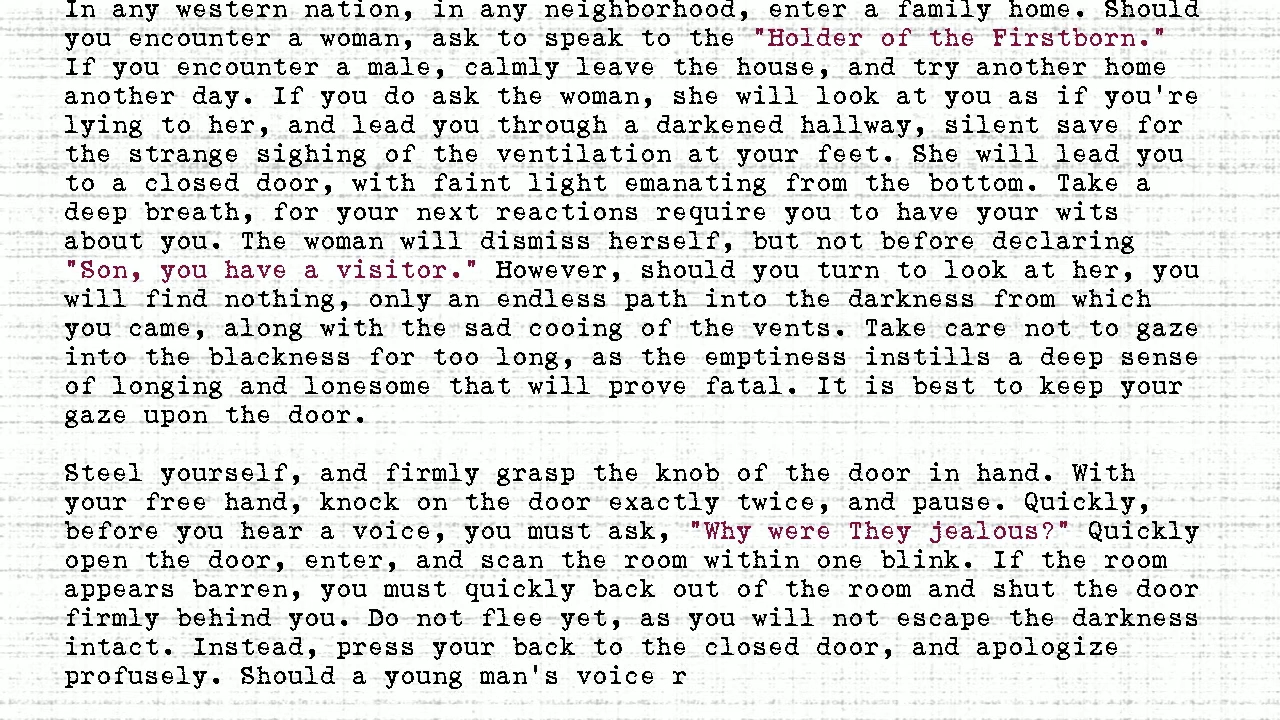 In any western nation, in any neighborhood, enter a family home. Should
you encounter a woman, ask to speak to the "Holder of the Firstborn."
If you encounter a male, calmly leave the house, and try another home
another day. If you do ask the woman, she will look at you as if you're
lying to her, and lead you through a darkened hallway, silent save for
the strange sighing of the ventilation at your feet. She will lead you
to a closed door, with faint light emanating from the bottom. Take a
deep breath, for your next reactions require you to have your wits
about you. The woman will dismiss herself, but not before declaring
"Son, you have a visitor." However, should you turn to look at her, you
will find nothing, only an endless path into the darkness from which
you came, along with the sad cooing of the vents. Take care not to gaze
into the blackness for too long, as the emptiness instills a deep sense
of longing and lonesome that will prove fatal. It is best to keep your
gaze upon the door.
Steel yourself, and firmly grasp the knob of the door in hand. With
your free hand, knock on the door exactly twice, and pause. Quickly,
before you hear a voice, you must ask, "Why were They jealous?" Quickly
open the door, enter, and scan the room within one blink. If the room
appears barren, you must quickly back out of the room and shut the door
firmly behind you. Do not flee yet, as you will not escape the darkness
intact. Instead, press your back to the closed door, and apologize
profusely. Should a young man's voice r